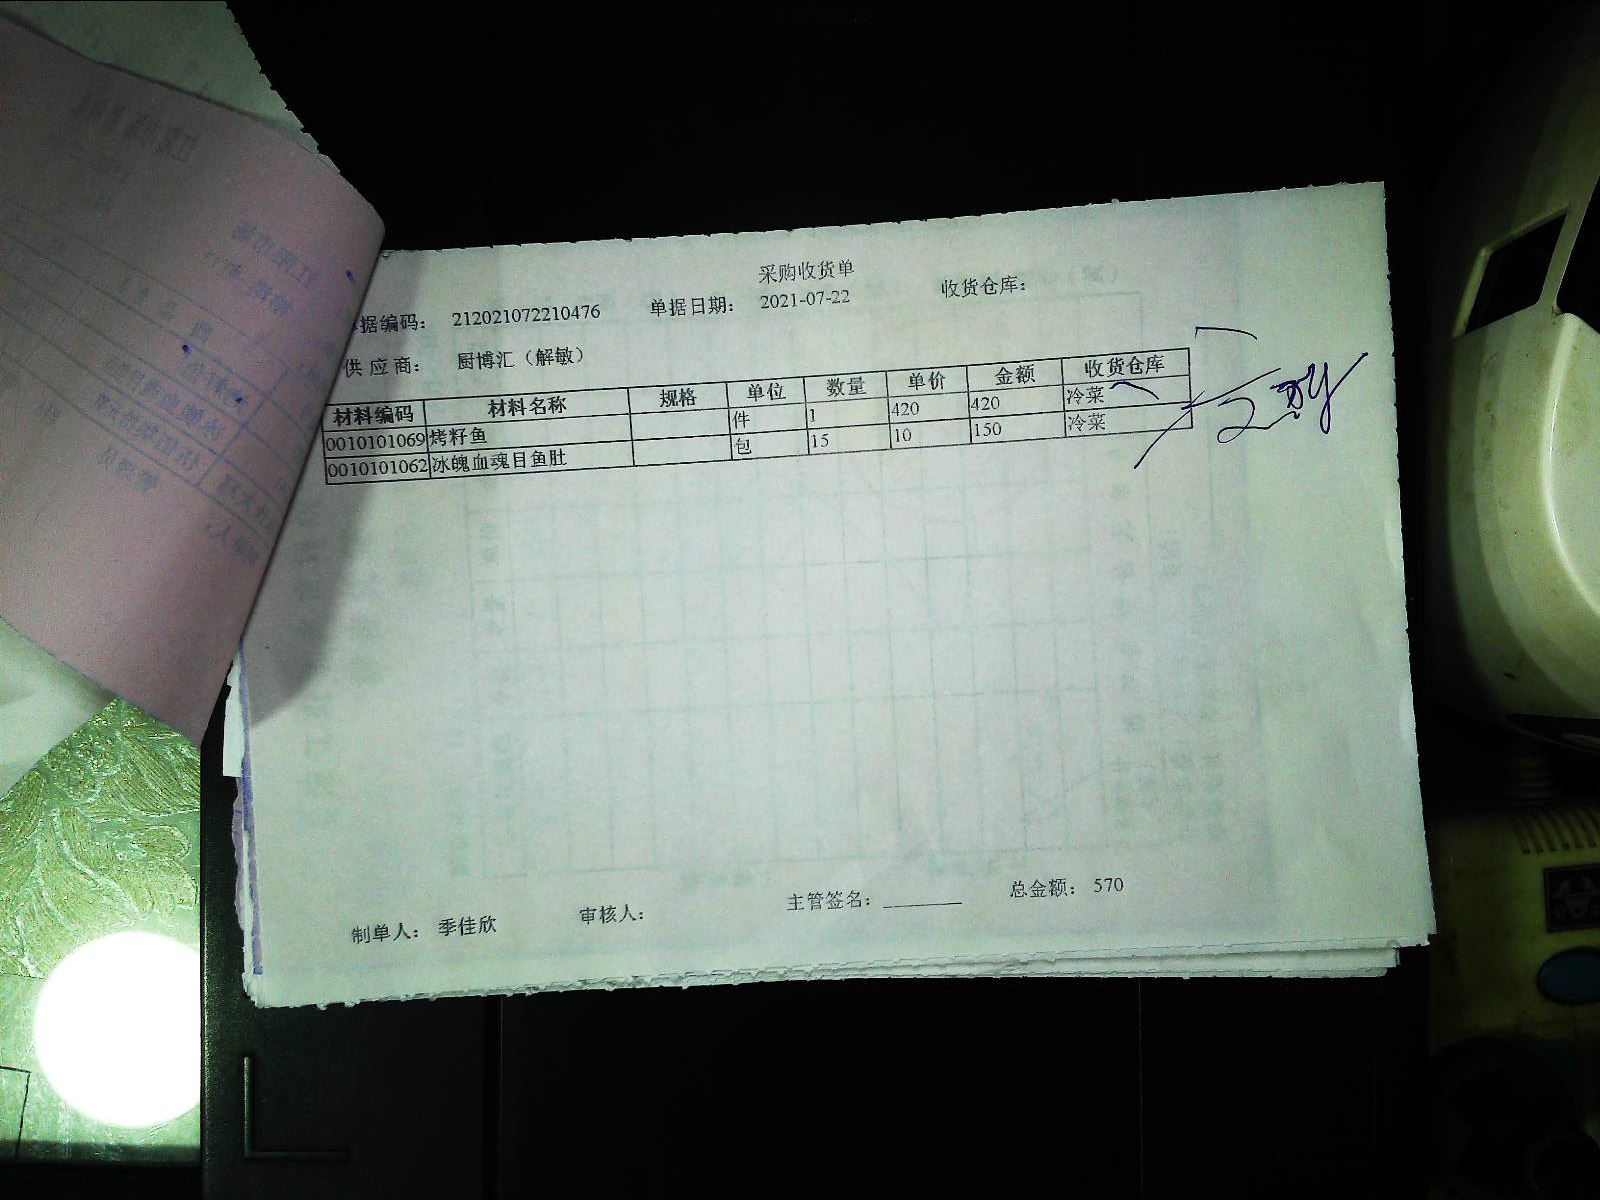 采购收货单
据编码: 212021072210476 单据日期: 2021-07-22 收货仓库:
供应商: 厨博汇（解敏）
材料编码 材料名称 规格 单位 数量 单价 金额 收货仓库
0010101069 烤籽鱼 件 1 420 420 冷菜
0010101062 冰魄血魂目鱼肚 包 15 10 150 冷菜
制单人: 季佳欣 审核人: 主管签名: ________ 总金额: 570